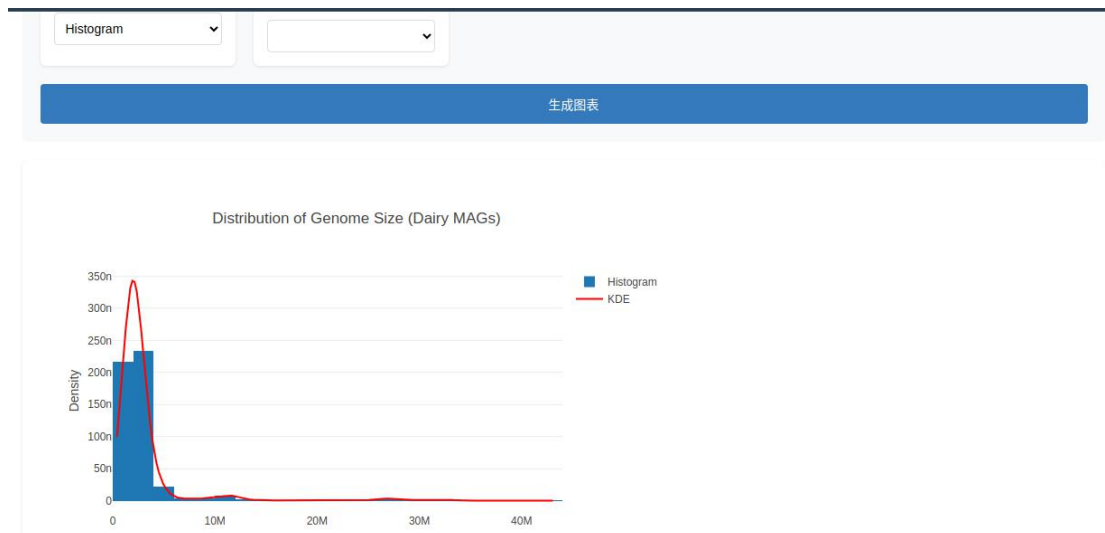 Histogram
生成图表
Distribution of Genome Size (Dairy MAGs)
350n
300n
250n
200n
150n
100n
50n
0
Density
0 10M 20M 30M 40M
Histogram
KDE